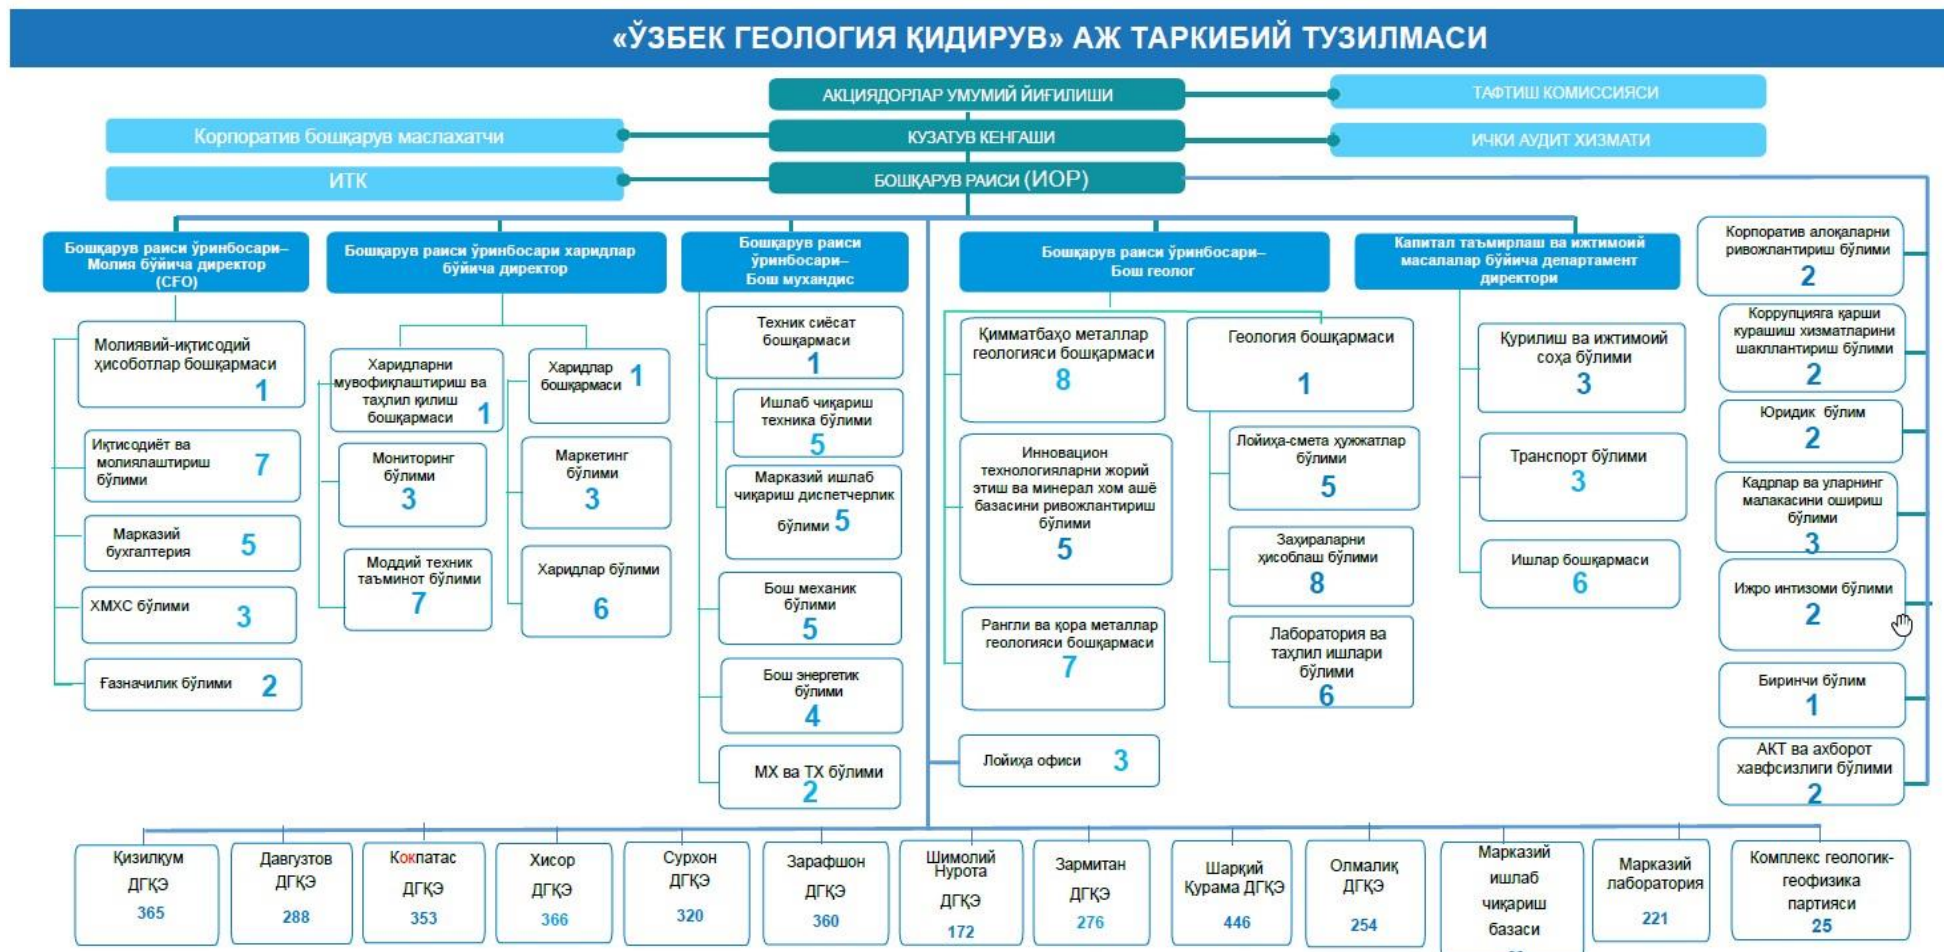 «ЎЗБЕК ГЕОЛОГИЯ ҚИДИРУВ» АЖ ТАРКИБИЙ ТУЗИЛМАСИ
АКЦИЯДОРЛАР УМУМИЙ ЙИҒИЛИШИ
ТАФТИШ КОМИССИЯСИ
Корпоратив бошқарув маслахатчи
КУЗАТУВ КЕНГАШИ
ИЧКИ АУДИТ ХИЗМАТИ
ИТК
БОШҚАРУВ РАИСИ (ИОР)
Бошқарув раиси ўринбосари–
Молия бўйича директор
(CFO)
Молиявий-иқтисодий
ҳисоботлар бошқармаси
1
Иқтисодиёт ва
молиялаштириш
бўлими
7
Марказий
бухгалтерия
5
ХМХС бўлими
3
Ғазначилик бўлими
2
Бошқарув раиси ўринбосари харидлар
бўйича директор
Харидларни
мувофиқлаштириш ва
таҳлил қилиш
бошқармаси 1
Мониторинг
бўлими
3
Моддий техник
таъминот бўлими
7
Харидлар
бошқармаси 1
Маркетинг
бўлими
3
Харидлар бўлими
6
Бошқарув раиси
ўринбосари–
Бош мухандис
Техник сиёсат
бошқармаси
1
Ишлаб чиқариш
техника бўлими
5
Марказий ишлаб
чиқариш диспетчерлик
бўлими 5
Бош механик
бўлими
5
Бош энергетик
бўлими
4
МХ ва ТХ бўлими
2
Бошқарув раиси ўринбосари–
Бош геолог
Қимматбаҳо металлар
геологияси бошқармаси
8
Инновацион
технологияларни жорий
этиш ва минерал хом ашё
базасини ривожлантириш
бўлими
5
Рангли ва қора металлар
геологияси бошқармаси
7
Лойиҳа офиси 3
Геология бошқармаси
1
Лойиҳа-смета ҳужжатлар
бўлими
5
Заҳираларни
ҳисоблаш бўлими
8
Лаборатория ва
таҳлил ишлари
бўлими
6
Капитал таъмирлаш ва ижтимоий
масалалар бўйича департамент
директори
Қурилиш ва ижтимоий
соҳа бўлими
3
Транспорт бўлими
3
Ишлар бошқармаси
6
Корпоратив алоқаларни
ривожлантириш бўлими
2
Коррупцияга қарши
курашиш хизматларини
шакллантириш бўлими
2
Юридик бўлим
2
Кадрлар ва уларнинг
малакасини ошириш
бўлими
3
Ижро интизоми бўлими
2
Биринчи бўлим
1
АКТ ва ахборот
хавфсизлиги бўлими
2
Қизилқум
ДГҚЭ
365
Давгузтов
ДГҚЭ
288
Кокпатас
ДГҚЭ
353
Хисор
ДГҚЭ
366
Сурхон
ДГҚЭ
320
Зарафшон
ДГҚЭ
360
Шимолий
Нурота
ДГҚЭ
172
Зармитан
ДГҚЭ
276
Шарқий
Қурама ДГҚЭ
446
Олмалиқ
ДГҚЭ
254
Марказий
ишлаб
чиқариш
базаси
Марказий
лаборатория
221
Комплекс геологик-
геофизика
партияси
25